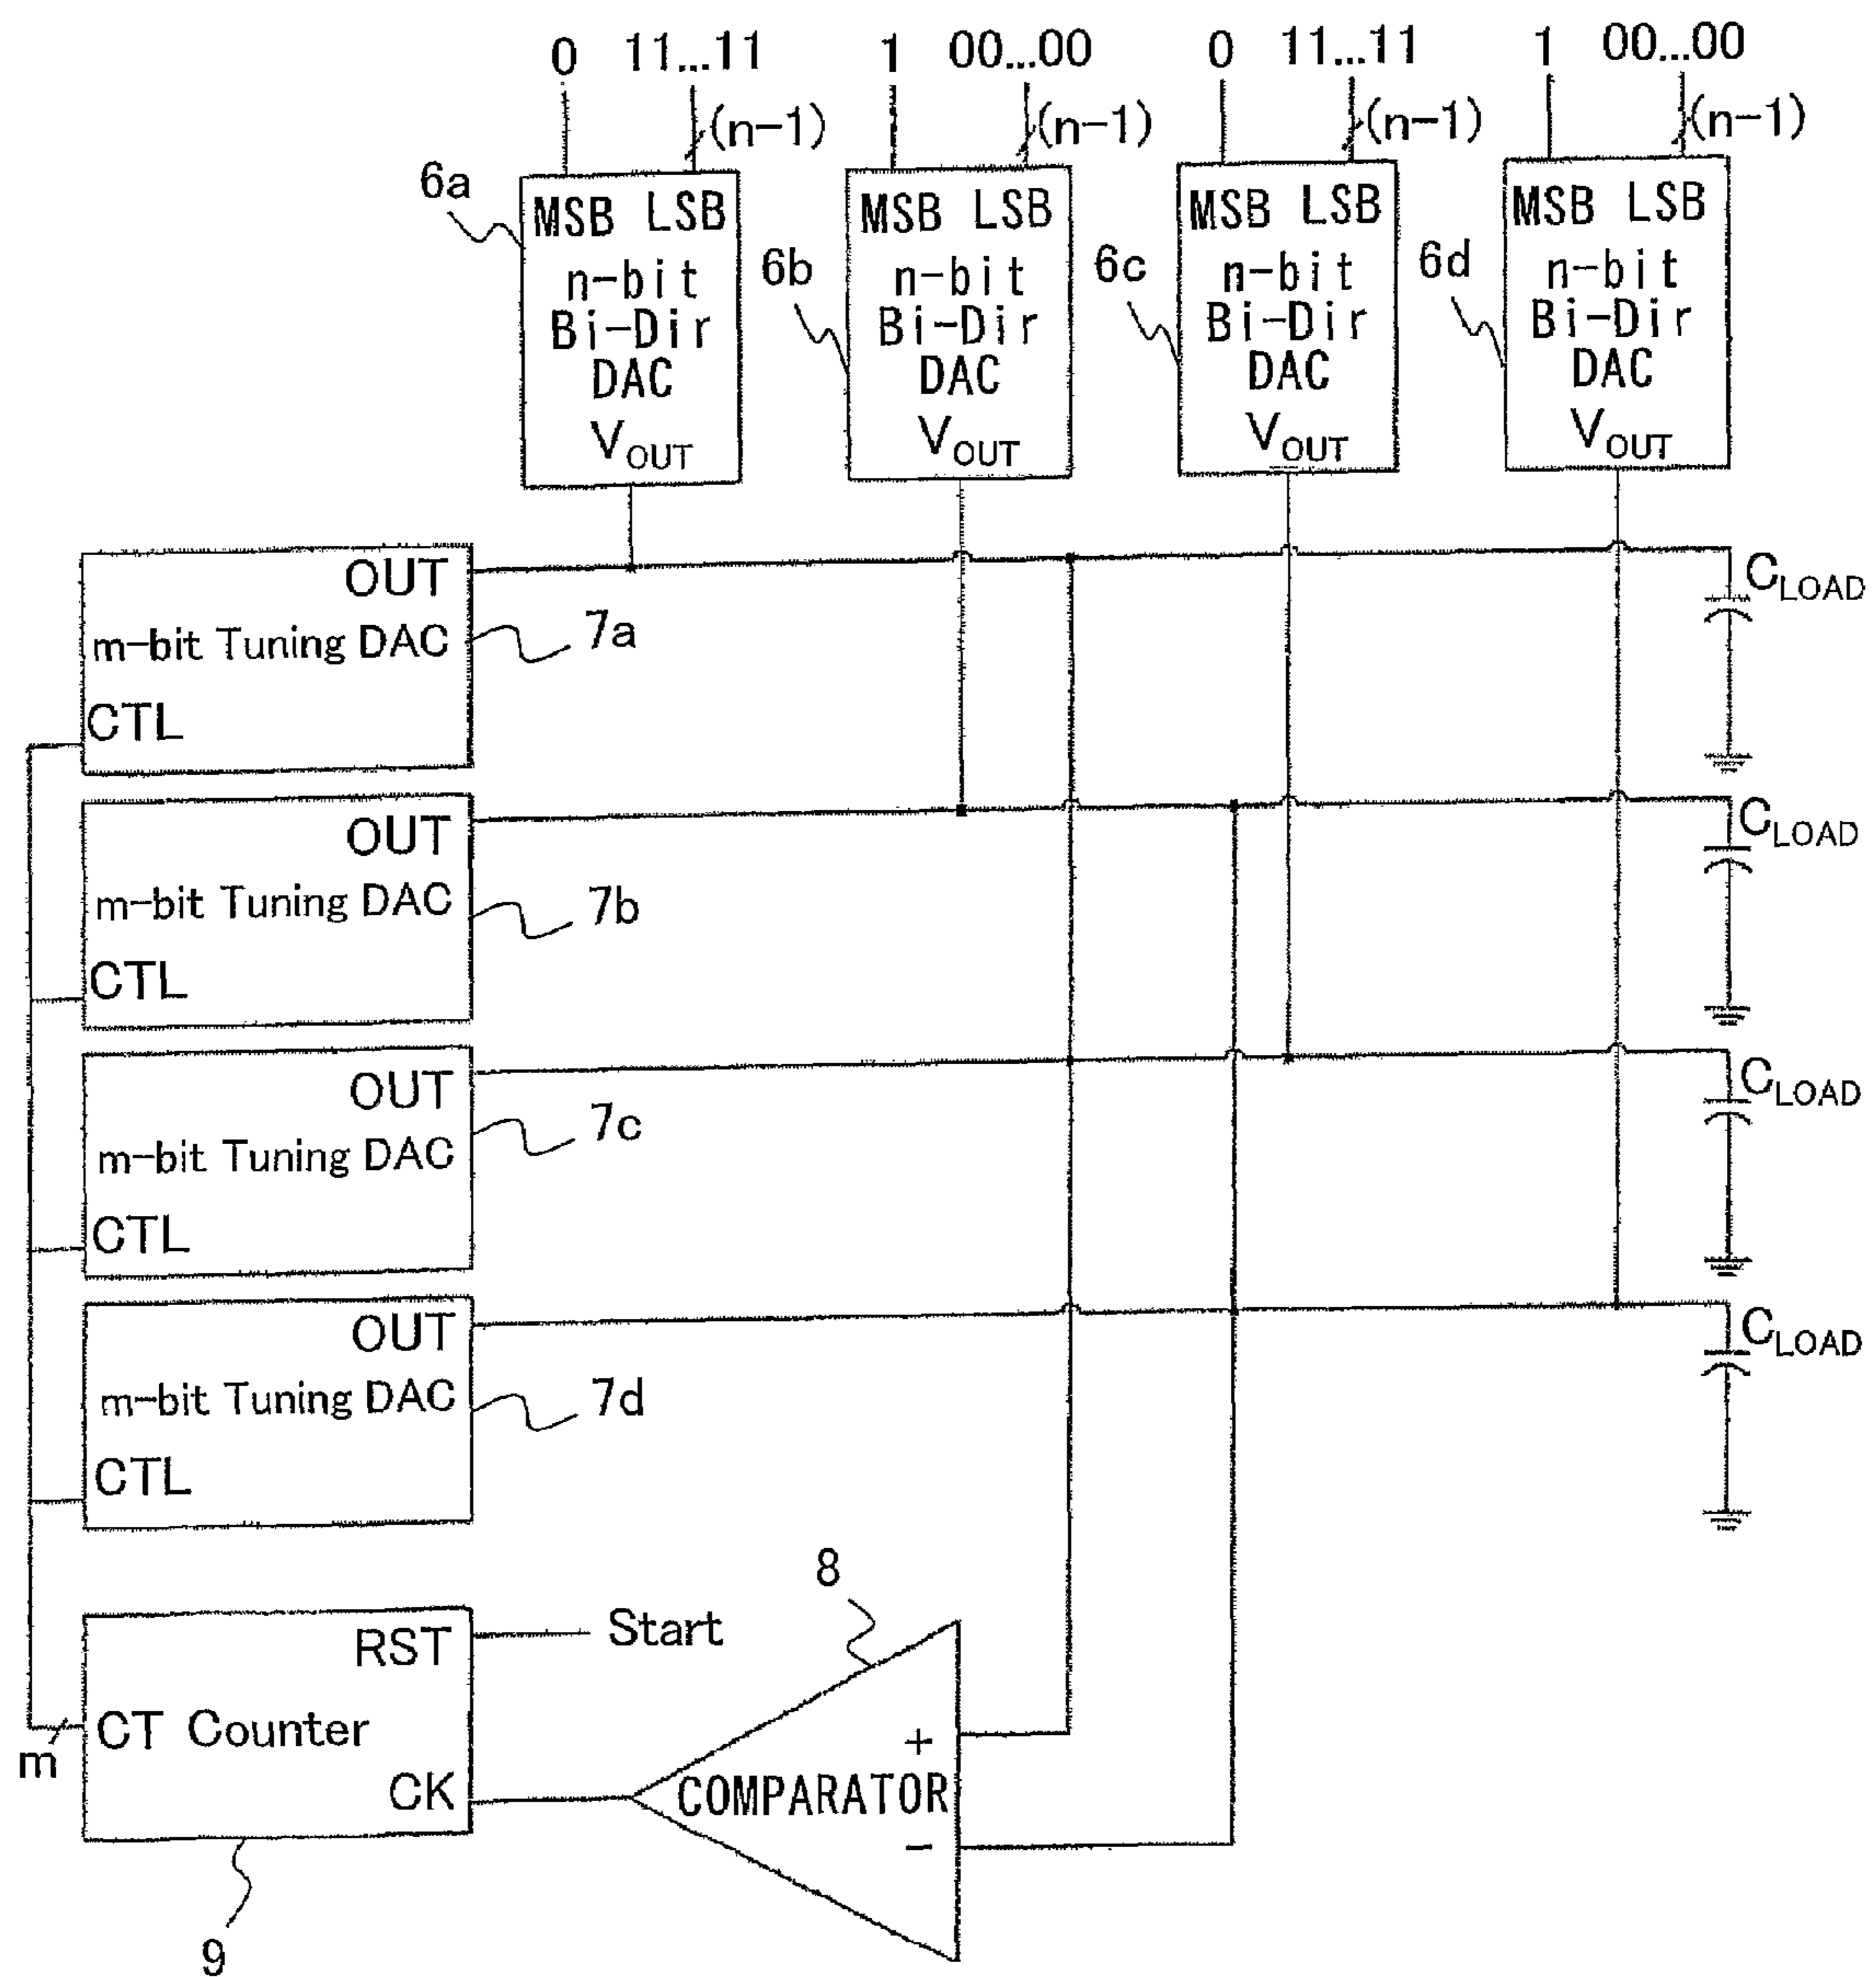 0 11...11 1 00...00 0 11...11 1 00...00
(n-1) (n-1) (n-1) (n-1)
6a
MSB LSB
n-bit
Bi-Dir
DAC
VOUT
6b
MSB LSB
n-bit
Bi-Dir
DAC
VOUT
6c
MSB LSB
n-bit
Bi-Dir
DAC
VOUT
6d
MSB LSB
n-bit
Bi-Dir
DAC
VOUT
OUT
m-bit Tuning DAC
CTL
7a
CLOAD
OUT
m-bit Tuning DAC
CTL
7b
CLOAD
OUT
m-bit Tuning DAC
CTL
7c
CLOAD
OUT
m-bit Tuning DAC
CTL
7d
CLOAD
RST
Start
m
CT Counter
CK
9
8
+
COMPARATOR
−